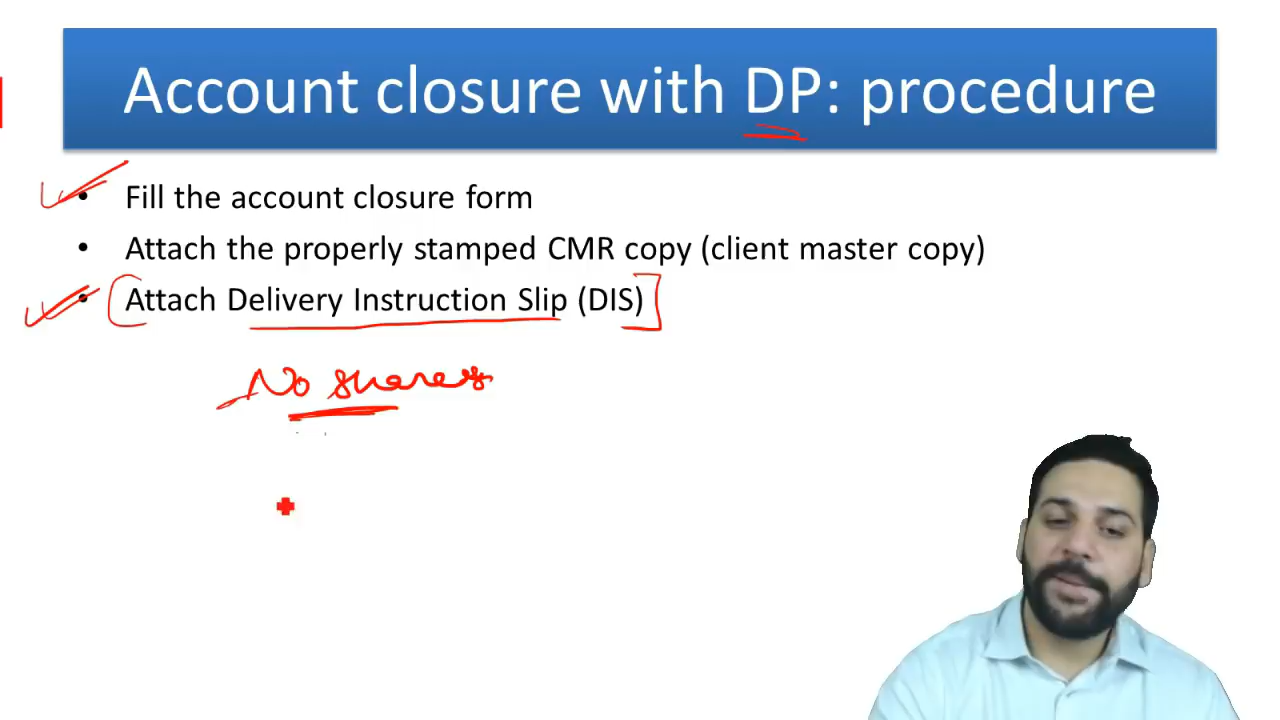 Account closure with DP: procedure
• Fill the account closure form
• Attach the properly stamped CMR copy (client master copy)
• Attach Delivery Instruction Slip (DIS)
No shares